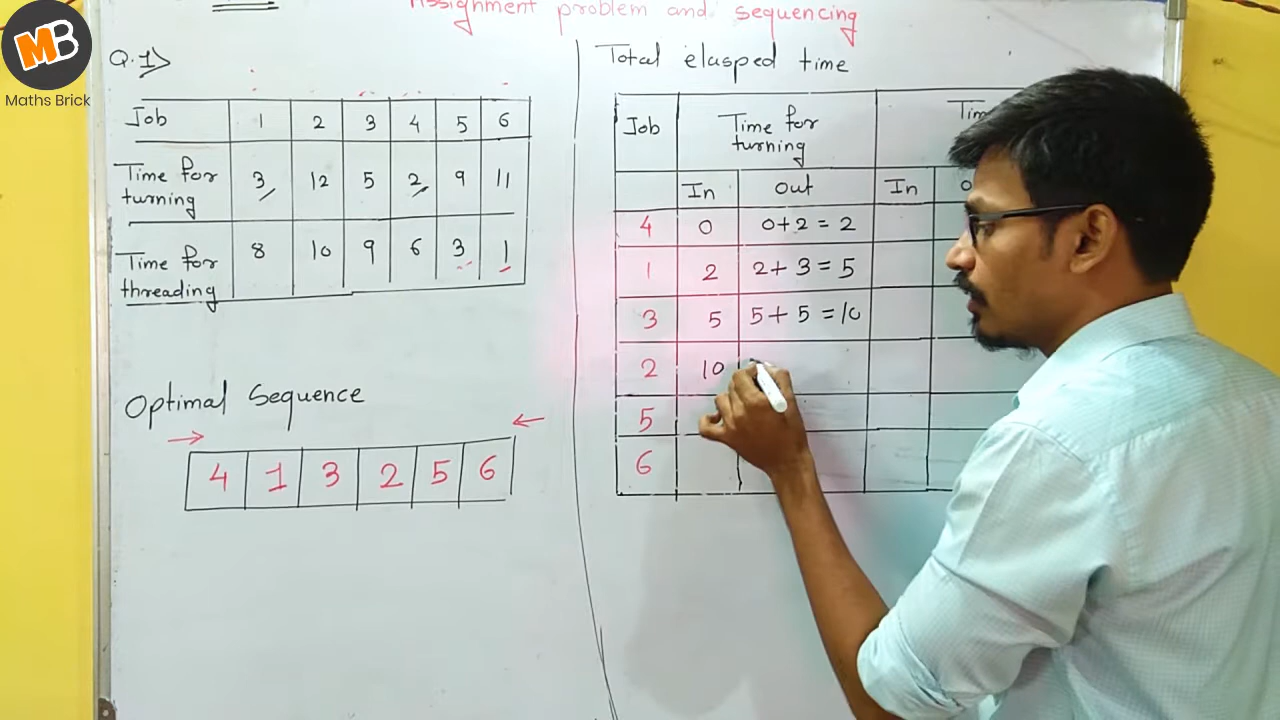 MB
Maths Brick
Assignment problem and sequencing
Q.1>
Job 1 2 3 4 5 6
Time for turning 3 12 5 2 9 11
Time for threading 8 10 9 6 3 1
Optimal Sequence
4 1 3 2 5 6
Total elasped time
Job Time for turning
In Out In
4 0 0+2 = 2
1 2 2+3 = 5
3 5 5+5 = 10
2 10
5
6